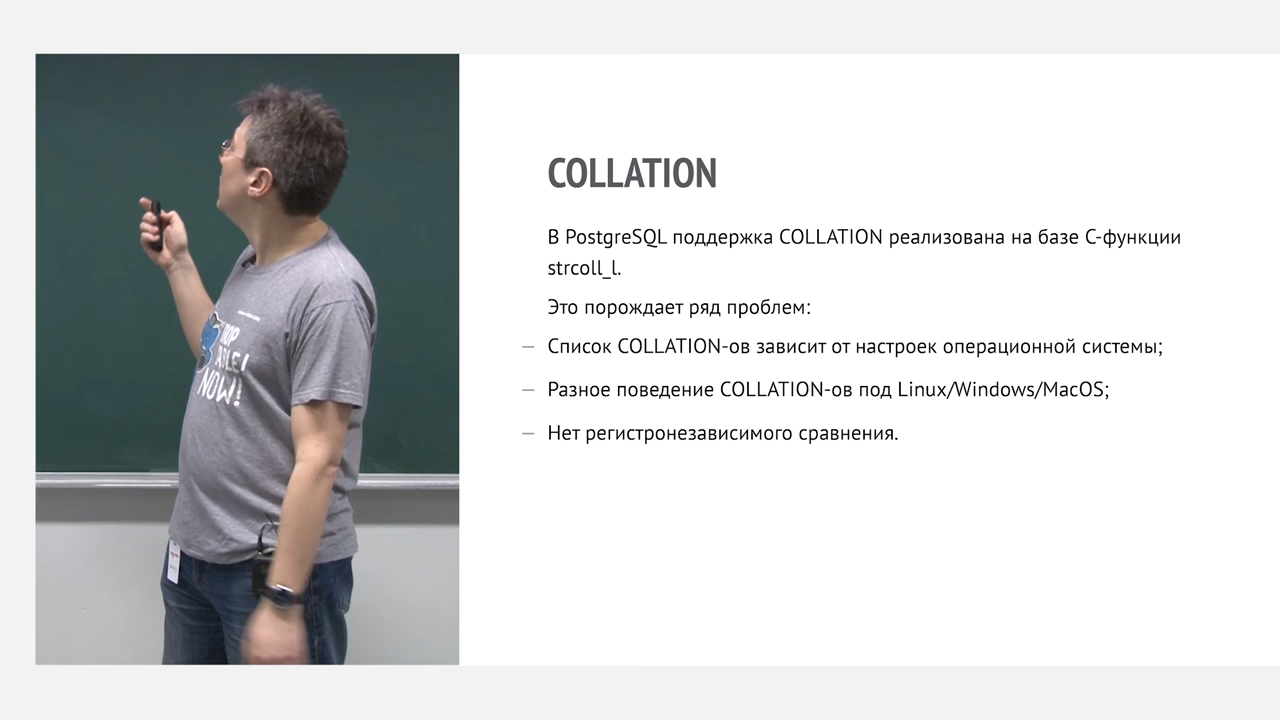 COLLATION
В PostgreSQL поддержка COLLATION реализована на базе C-функции
strcoll_l.
Это порождает ряд проблем:
– Список COLLATION-ов зависит от настроек операционной системы;
– Разное поведение COLLATION-ов под Linux/Windows/MacOS;
– Нет регистронезависимого сравнения.
NOW!